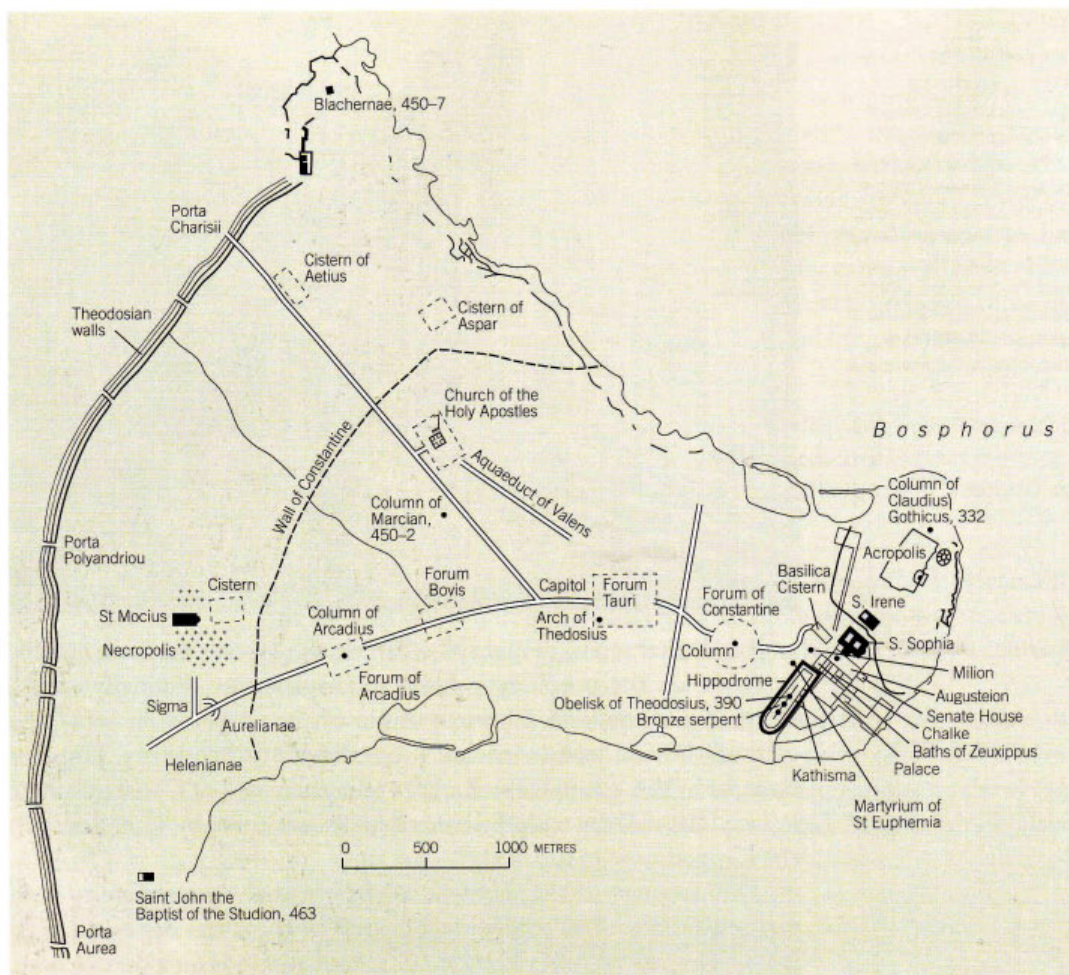 Blachernae, 450–7
Porta
Charisii
Cistern of
Aetius
Cistern of
Aspar
Theodosian
walls
Church of the
Holy Apostles
Bosphorus
Wall of Constantine
Aquaeduct of Valens
Column of
Claudius
Gothicus, 332
Column of
Marcian,
450–2
Acropolis
Porta
Polyandriou
Cistern
Forum
Bovis
Capitol
Forum
Tauri
Basilica
Cistern
Forum of
Constantine
S. Irene
St Mocius
Column of
Arcadius
Arch of
Thedosius
Necropolis
Column
S. Sophia
Milion
Hippodrome
Forum of
Arcadius
Augusteion
Sigma
Obelisk of Theodosius, 390
Bronze serpent
Senate House
Aurelianae
Chalke
Baths of Zeuxippus
Helenianae
Kathisma
Palace
Martyrium of
St Euphemia
0 500 1000 METRES
Saint John the
Baptist of the Studion, 463
Porta
Aurea